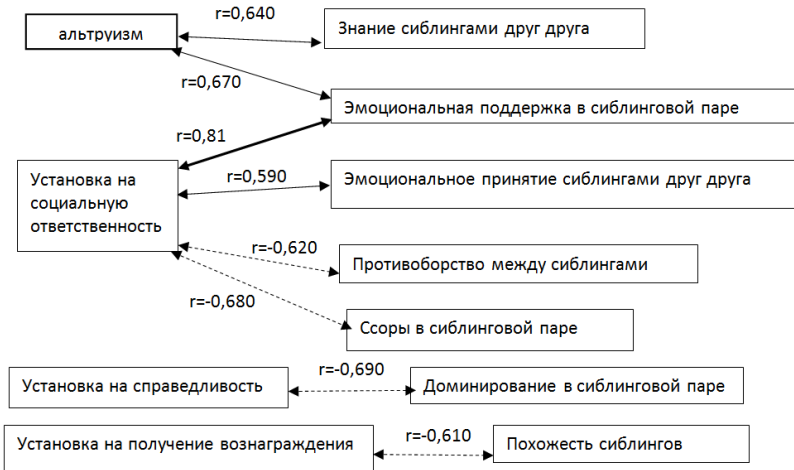 r=0,640
альтруизм
Знание сиблингами друг друга
r=0,670
Эмоциональная поддержка в сиблинговой паре
r=0,81
Установка на
социальную
ответственность
r=0,590
Эмоциональное принятие сиблингами друг друга
r=-0,620
Противоборство между сиблингами
r=-0,680
Ссоры в сиблинговой паре
r=-0,690
Установка на справедливость
Доминирование в сиблинговой паре
r=-0,610
Установка на получение вознаграждения
Похожесть сиблингов